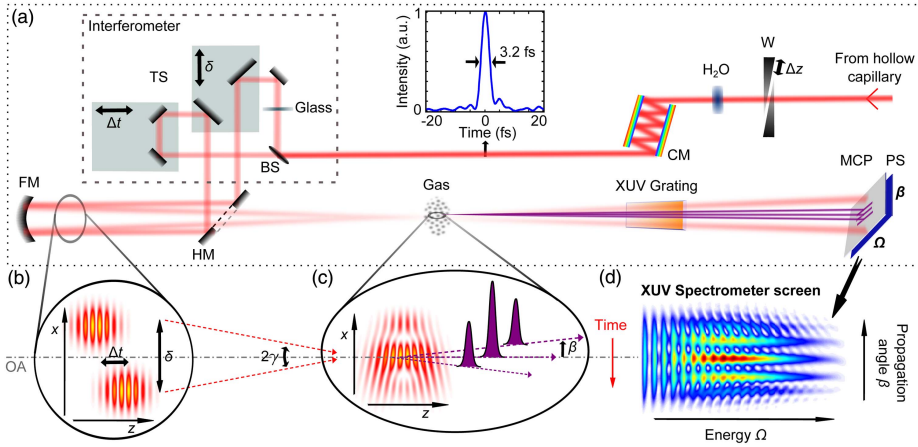 (a)
Interferometer
TS
δ
Δt
Glass
BS
FM
HM
Intensity (a.u.)
1
0
3.2 fs
-20
0
20
Time (fs)
CM
H₂O
W
Δz
From hollow
capillary
Gas
XUV Grating
MCP
PS
β
Ω
(b)
x
Δt
δ
z
OA
2γ
(c)
x
z
β
Time
(d)
XUV Spectrometer screen
Propagation
angle β
Energy Ω